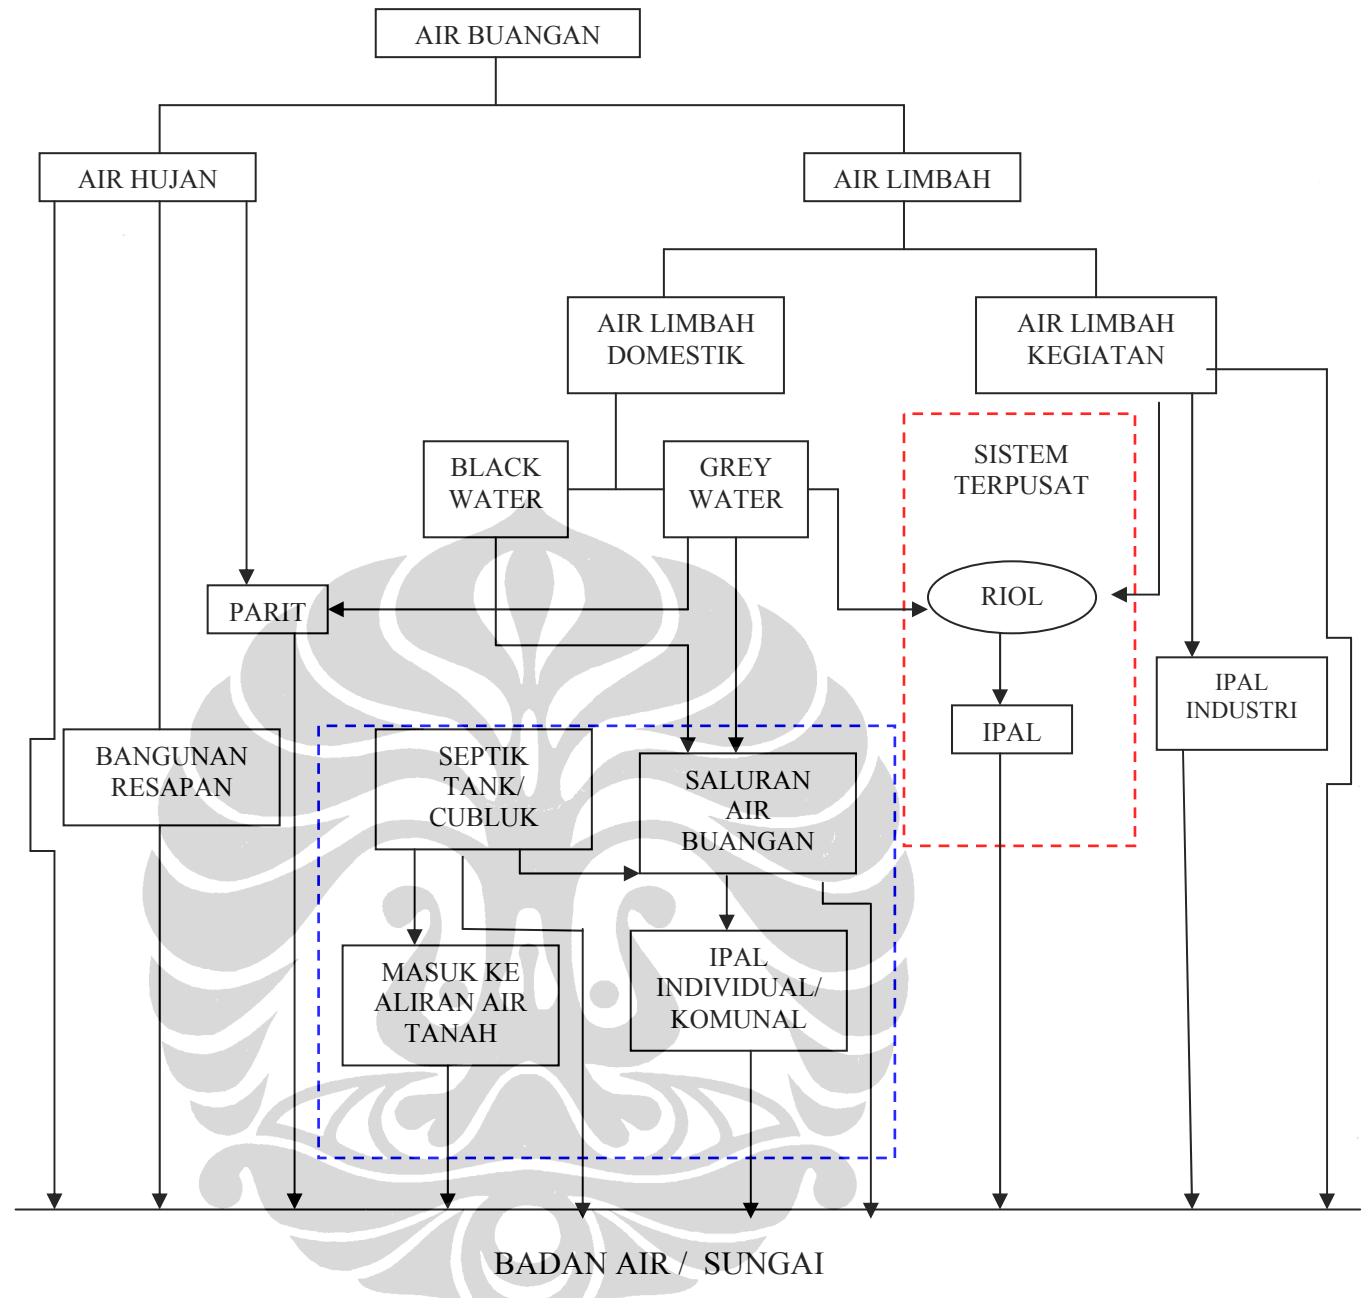 AIR BUANGAN
AIR HUJAN
AIR LIMBAH
AIR LIMBAH
DOMESTIK
AIR LIMBAH
KEGIATAN
BLACK
WATER
GREY
WATER
SISTEM
TERPUSAT
PARIT
RIOL
IPAL
INDUSTRI
IPAL
BANGUNAN
RESAPAN
SEPTIK
TANK/
CUBLUK
SALURAN
AIR
BUANGAN
MASUK KE
ALIRAN AIR
TANAH
IPAL
INDIVIDUAL/
KOMUNAL
BADAN AIR / SUNGAI